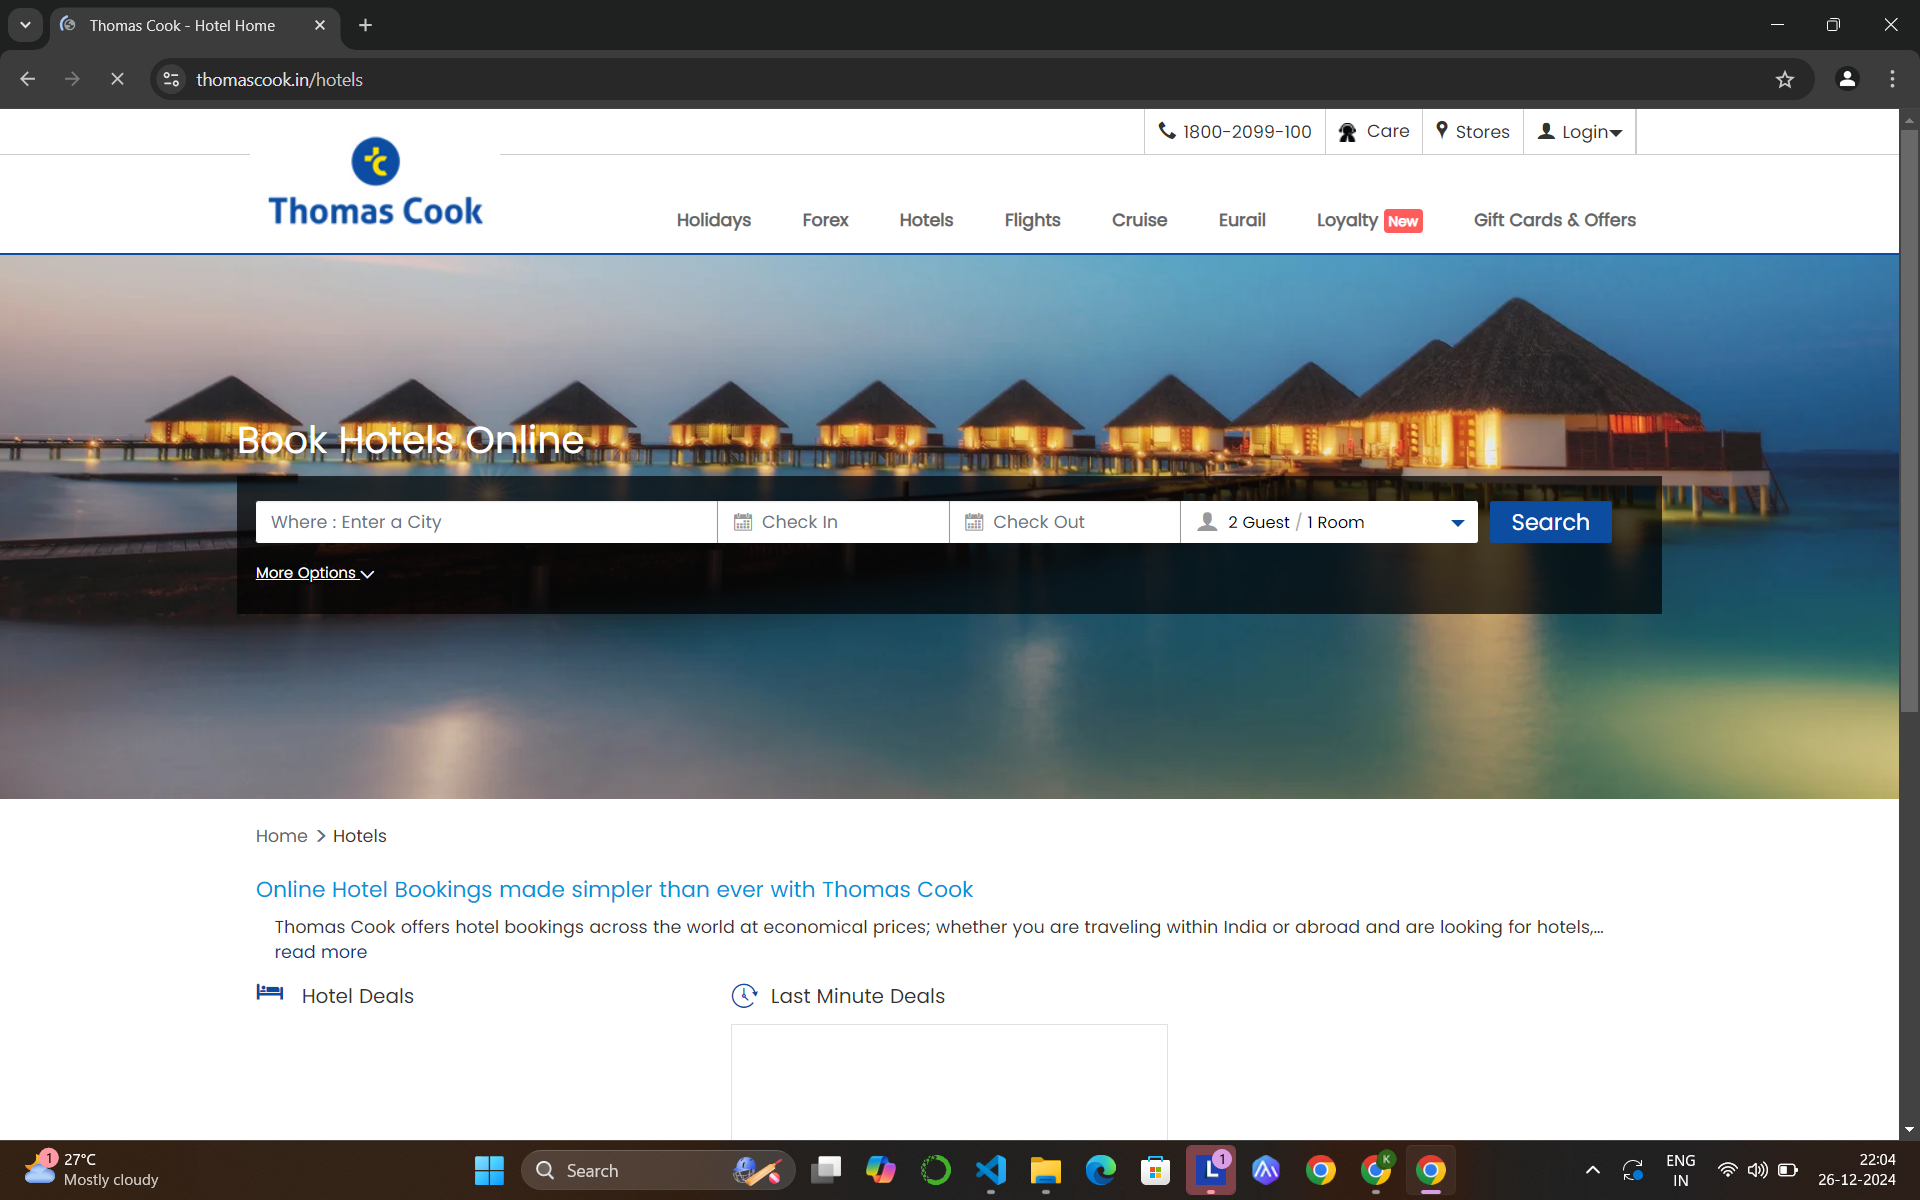 Thomas Cook - Hotel Home
thomascook.in/hotels
1800-2099-100
Care
Stores
Login
Thomas Cook
Holidays
Forex
Hotels
Flights
Cruise
Eurail
Loyalty New
Gift Cards & Offers
Book Hotels Online
Where : Enter a City
Check In
Check Out
2 Guest / 1 Room
Search
More Options
Home > Hotels
Online Hotel Bookings made simpler than ever with Thomas Cook
Thomas Cook offers hotel bookings across the world at economical prices; whether you are traveling within India or abroad and are looking for hotels,...
read more
Hotel Deals
Last Minute Deals
1
27°C
Mostly cloudy
Search
L
1
K
ENG
IN
22:04
26-12-2024